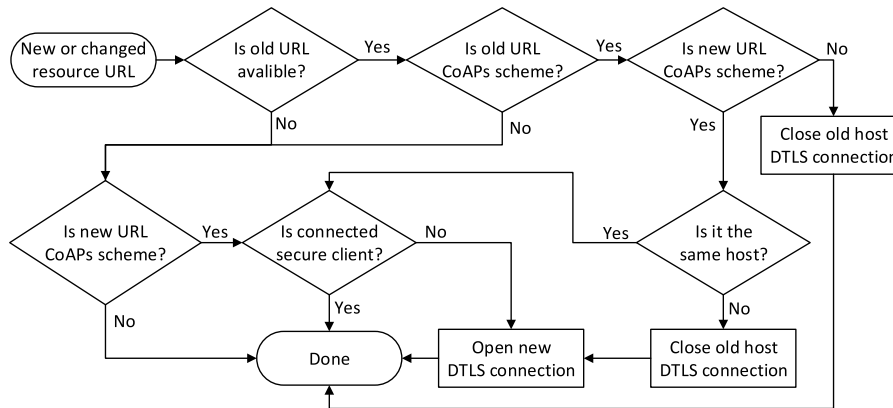 New or changed
resource URL
Is old URL
avalible?
Yes
Is old URL
CoAPs scheme?
Yes
Is new URL
CoAPs scheme?
No
No
No
Yes
Close old host
DTLS connection
Is new URL
CoAPs scheme?
Yes
Is connected
secure client?
No
Yes
Is it the
same host?
No
Yes
No
Done
Open new
DTLS connection
Close old host
DTLS connection